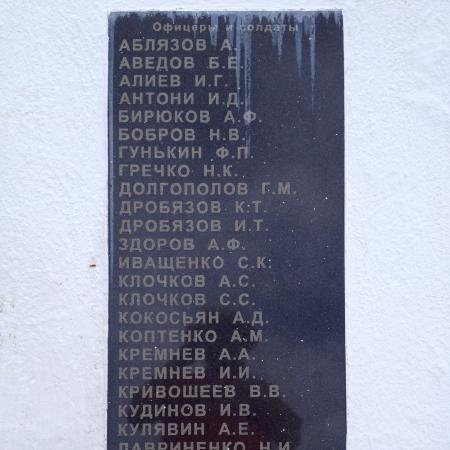 Офицеры и солдаты
АБЛЯЗОВ А.
АВЕДОВ Б.Е.
АЛИЕВ И.Г.
АНТОНИ И.Д.
БИРЮКОВ А.Ф.
БОБРОВ Н.В.
ГУНЬКИН Ф.П.
ГРЕЧКО Н.К.
ДОЛГОПОЛОВ Г.М.
ДРОБЯЗОВ К.Т.
ДРОБЯЗОВ И.Т.
ЗДОРОВ А.Ф.
ИВАЩЕНКО С.К.
КЛОЧКОВ А.С.
КЛОЧКОВ С.С.
КОКОСЬЯН А.Д.
КОПТЕНКО А.М.
КРЕМНЕВ А.А.
КРЕМНЕВ И.И.
КРИВОШЕЕВ В.В.
КУДИНОВ И.В.
КУЛЯВИН А.Е.
ЛАВРИНЕНКО Н.И.